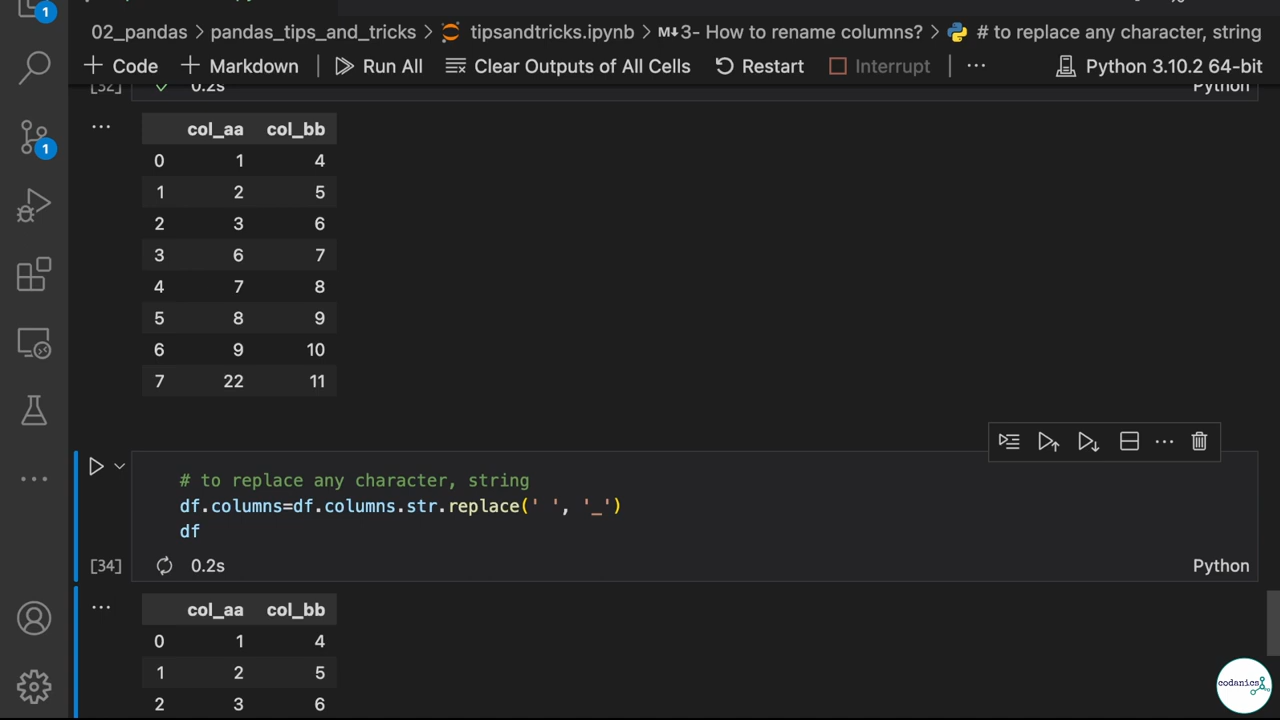 1
02_pandas > pandas_tips_and_tricks > tipsandtricks.ipynb > M↓3- How to rename columns? > # to replace any character, string
+ Code + Markdown Run All Clear Outputs of All Cells Restart Interrupt ... Python 3.10.2 64-bit
[32] 0.2s Python
1
... col_aa col_bb
0 1 4
1 2 5
2 3 6
3 6 7
4 7 8
5 8 9
6 9 10
7 22 11
# to replace any character, string
df.columns=df.columns.str.replace(' ', '_')
df
[34] 0.2s Python
... col_aa col_bb
0 1 4
1 2 5
2 3 6
codanics